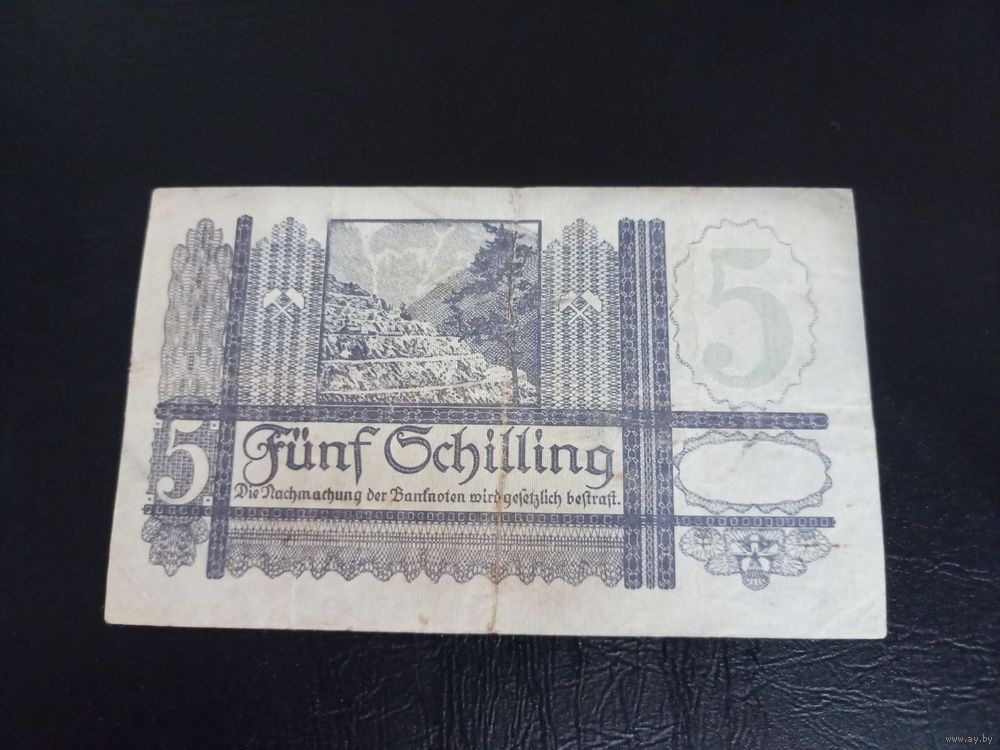 5
5
Fünf Schilling
Die Nachmachung der Banknoten wird gesetzlich bestraft.
www.ay.by